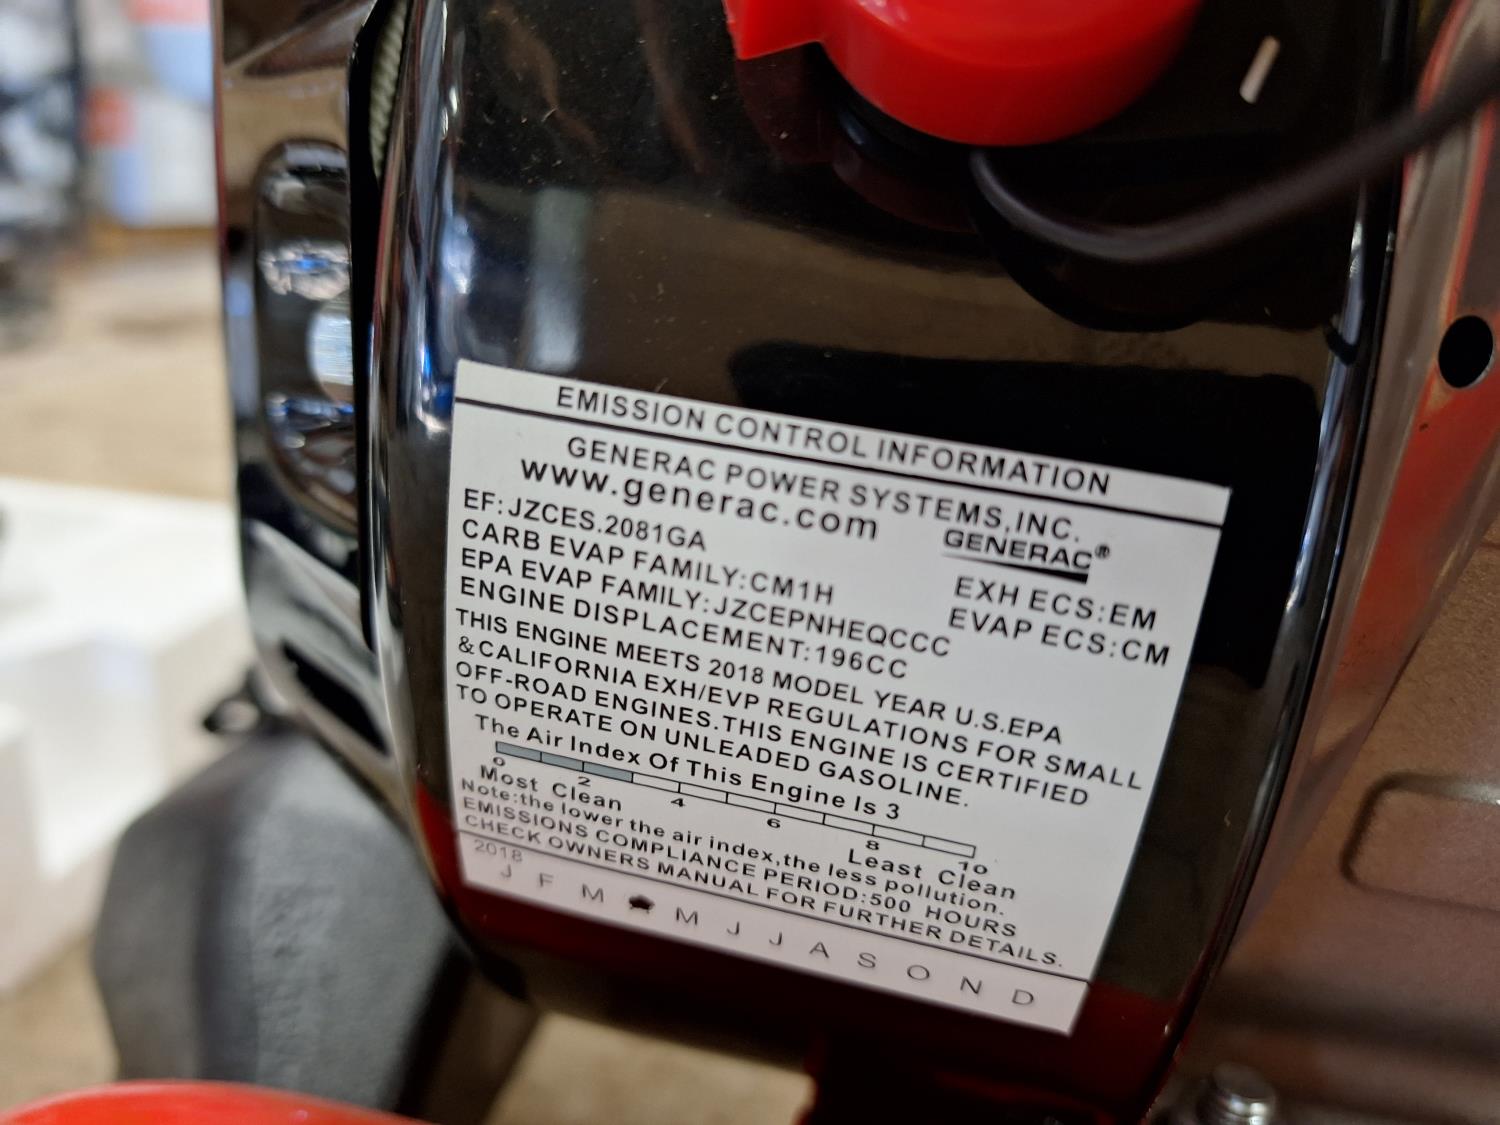 EMISSION CONTROL INFORMATION
GENERAC POWER SYSTEMS,INC.
www.generac.com
GENERAC®
EF:JZCES.2081GA
CARB EVAP FAMILY:CM1H
EXH ECS:EM
EPA EVAP FAMILY:JZCEPNHEQCCC
EVAP ECS:CM
ENGINE DISPLACEMENT:196CC
THIS ENGINE MEETS 2018 MODEL YEAR U.S.EPA
&CALIFORNIA EXH/EVP REGULATIONS FOR SMALL
OFF-ROAD ENGINES.THIS ENGINE IS CERTIFIED
TO OPERATE ON UNLEADED GASOLINE.
The Air Index Of This Engine Is 3
0 2 4 6 8 10
Most Clean Least Clean
Note:the lower the air index,the less pollution.
EMISSIONS COMPLIANCE PERIOD:500 HOURS
CHECK OWNERS MANUAL FOR FURTHER DETAILS.
2018
J F M M J J A S O N D